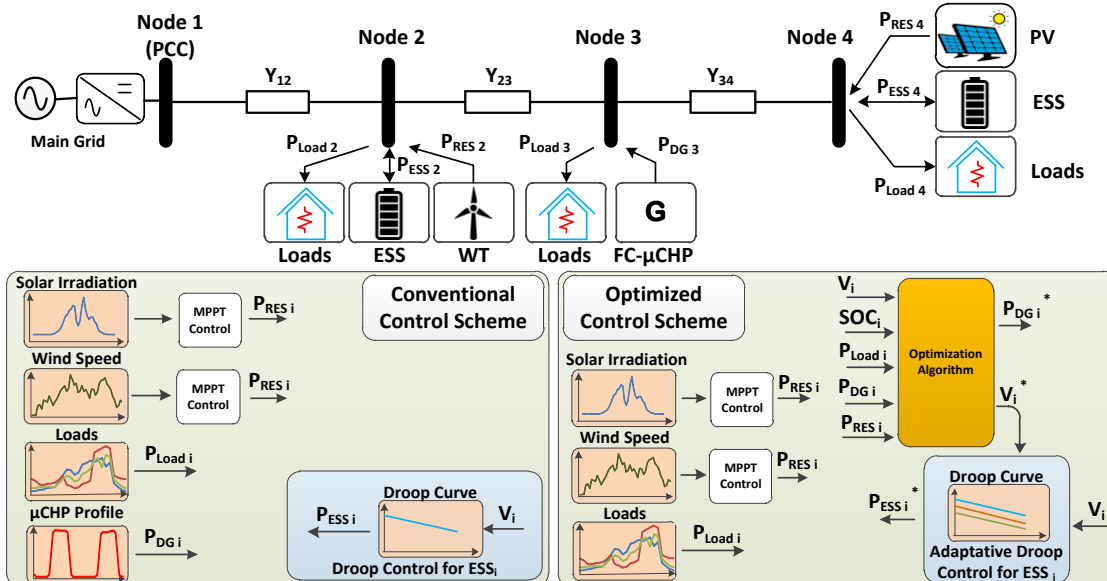 Node 1
(PCC)
Node 2
Node 3
Node 4
Y12
Y23
Y34
Main Grid
PLoad 2
PESS 2
PRES 2
PLoad 3
PDG 3
PRES 4
PESS 4
PLoad 4
PV
ESS
Loads
Loads
ESS
WT
Loads
G
FC-μCHP
Conventional
Control Scheme
Solar Irradiation
MPPT
Control
PRES i
Wind Speed
MPPT
Control
PRES i
Loads
PLoad i
μCHP Profile
PDG i
Droop Curve
PESS i
Vi
Droop Control for ESSi
Optimized
Control Scheme
Solar Irradiation
MPPT
Control
PRES i
Wind Speed
MPPT
Control
PRES i
Loads
PLoad i
Vi
SOCi
PLoad i
PDG i
PRES i
Optimization
Algorithm
PDG i*
Vi*
Droop Curve
PESS i*
Vi
Adaptative Droop
Control for ESSi